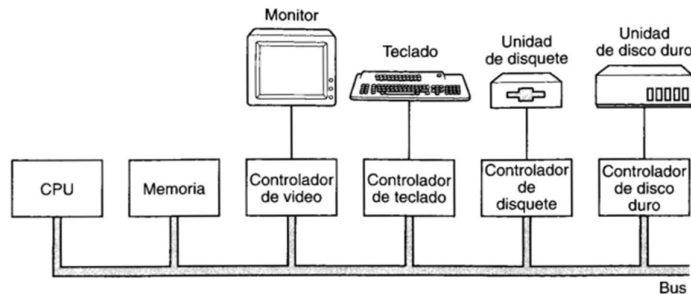 Monitor
Teclado
Unidad
de disquete
Unidad
de disco duro
CPU
Memoria
Controlador
de video
Controlador
de teclado
Controlador
de
disquete
Controlador
de disco
duro
Bus